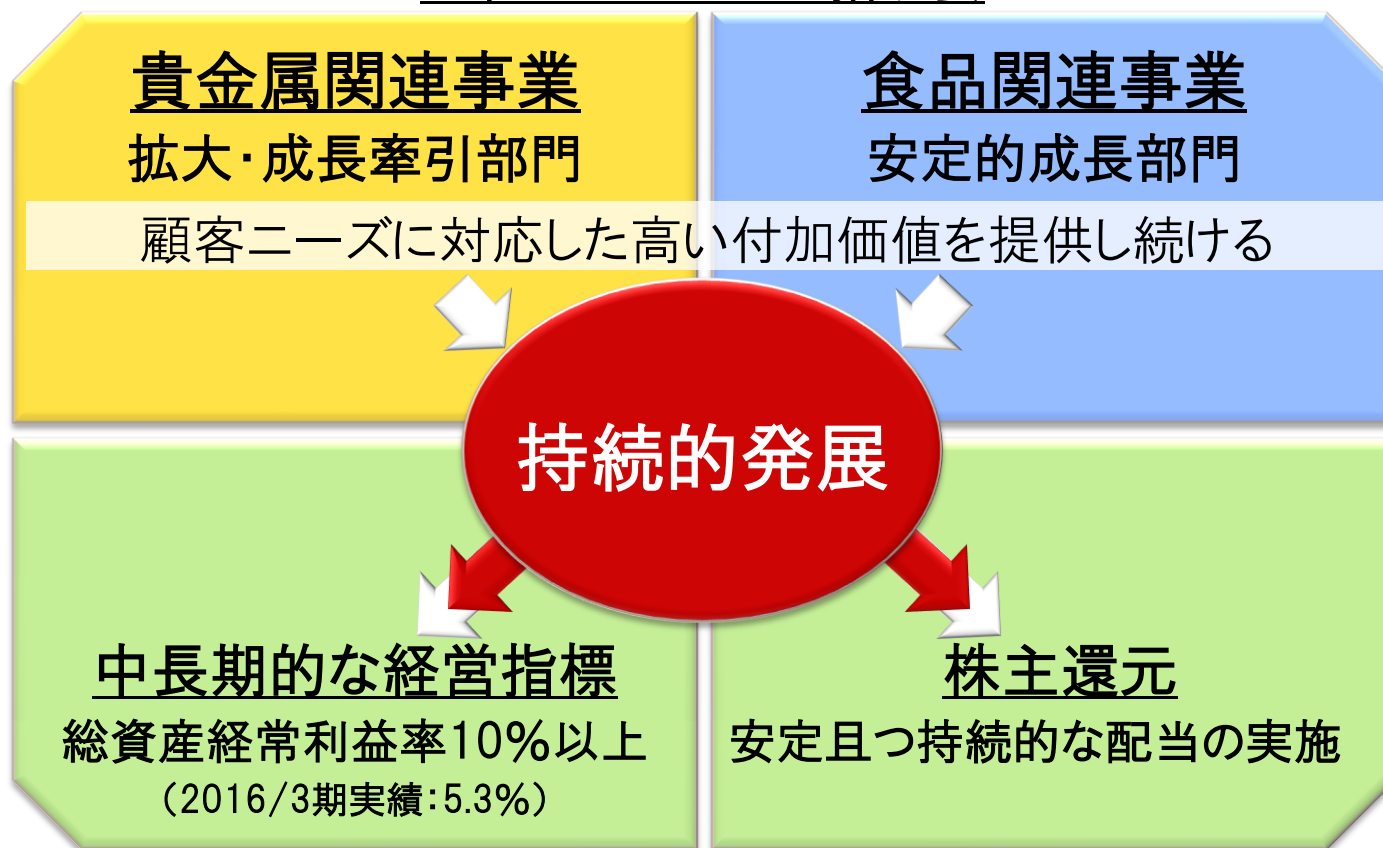 貴金属関連事業
拡大・成長牽引部門
食品関連事業
安定的成長部門
顧客ニーズに対応した高い付加価値を提供し続ける
持続的発展
中長期的な経営指標
総資産経常利益率10%以上
（2016/3期実績：5.3%）
株主還元
安定且つ持続的な配当の実施